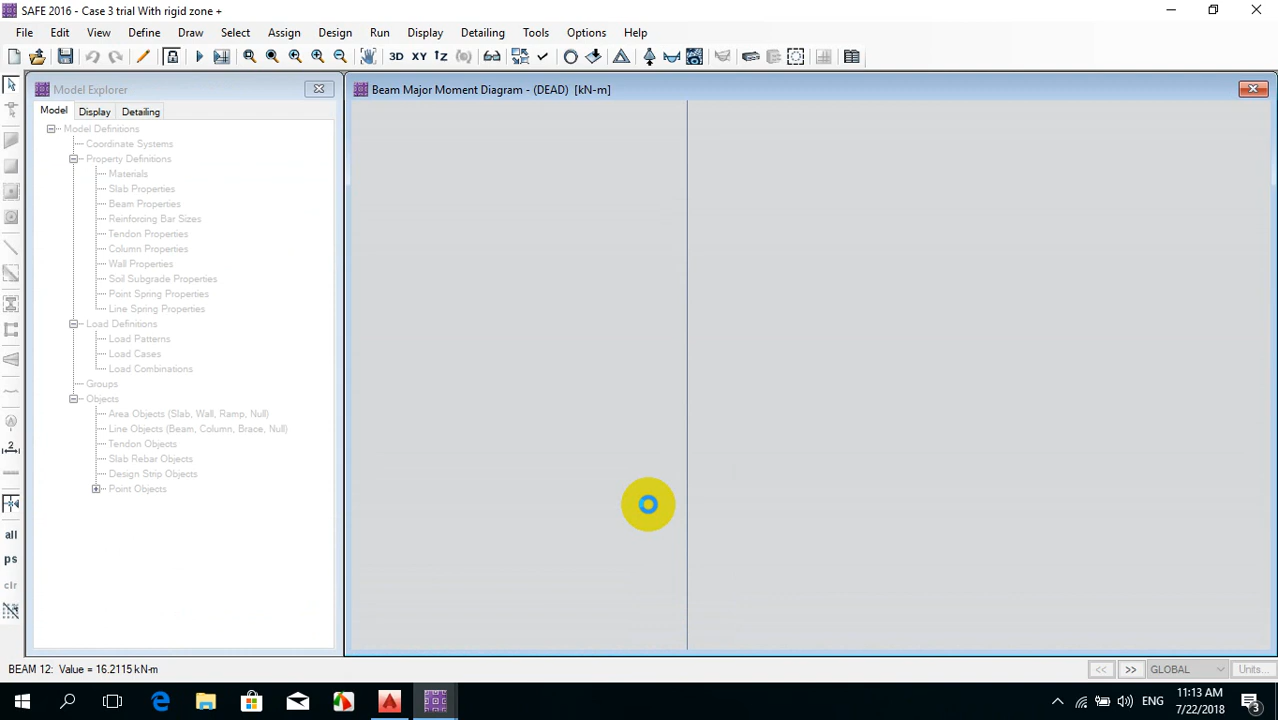 SAFE 2016 - Case 3 trial With rigid zone +
File Edit View Define Draw Select Assign Design Run Display Detailing Tools Options Help
3D XY
Model Explorer
Beam Major Moment Diagram - (DEAD) [kN-m]
Model Display Detailing
Model Definitions
Coordinate Systems
Property Definitions
Materials
Slab Properties
Beam Properties
Reinforcing Bar Sizes
Tendon Properties
Column Properties
Wall Properties
Soil Subgrade Properties
Point Spring Properties
Line Spring Properties
Load Definitions
Load Patterns
Load Cases
Load Combinations
Groups
Objects
Area Objects (Slab, Wall, Ramp, Null)
Line Objects (Beam, Column, Brace, Null)
Tendon Objects
Slab Rebar Objects
Design Strip Objects
Point Objects
2
all
ps
clr
BEAM 12: Value = 16.2115 kN-m
<< >> GLOBAL Units...
ENG
11:13 AM
7/22/2018
3